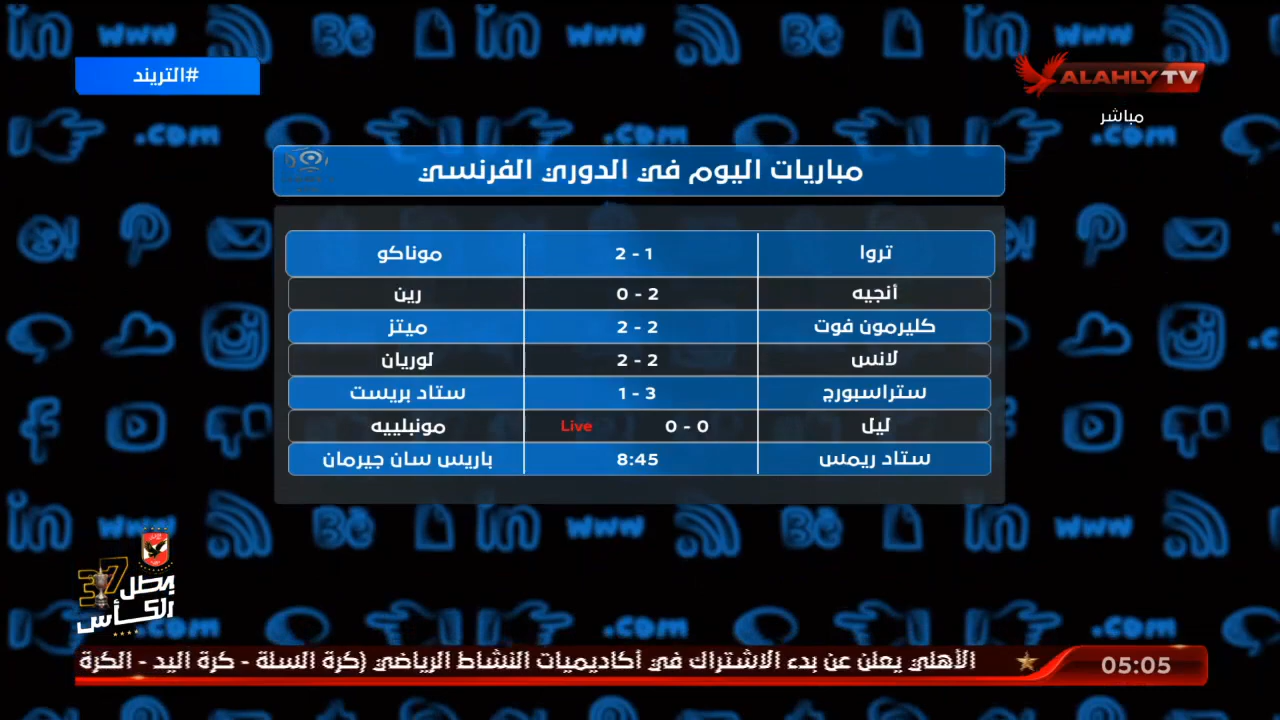 #التريند
ALAHLY TV
مباشر
مباريات اليوم في الدوري الفرنسي
تروا 2 - 1 موناكو
أنجيه 0 - 2 رين
كليرمون فوت 2 - 2 ميتز
لانس 2 - 2 لوريان
ستراسبورج 1 - 3 ستاد بريست
ليل 0 - 0 Live مونبلييه
ستاد ريمس 8:45 باريس سان جيرمان
37
بطل
الكأس
05:05 الأهلي يعلن عن بدء الاشتراك في أكاديميات النشاط الرياضي (كرة السلة - كرة اليد - الكرة